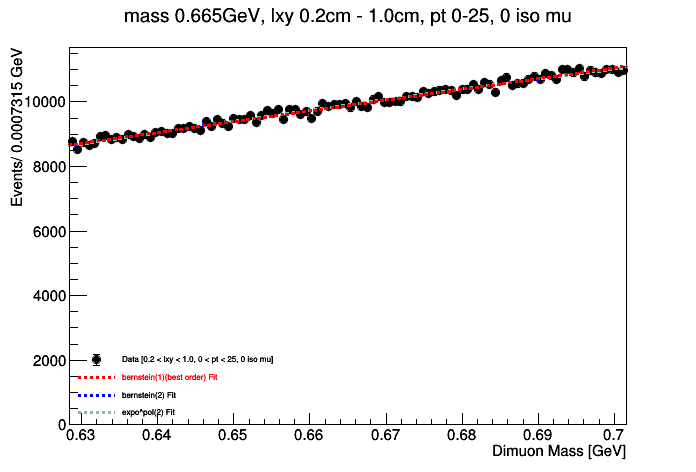 mass 0.665GeV, lxy 0.2cm - 1.0cm, pt 0-25, 0 iso mu
Events/ 0.0007315 GeV
10000
8000
6000
4000
2000
0
Data [0.2 < lxy < 1.0, 0 < pt < 25, 0 iso mu]
bernstein(1)(best order) Fit
bernstein(2) Fit
expo^pol(2) Fit
0.63 0.64 0.65 0.66 0.67 0.68 0.69 0.7
Dimuon Mass [GeV]